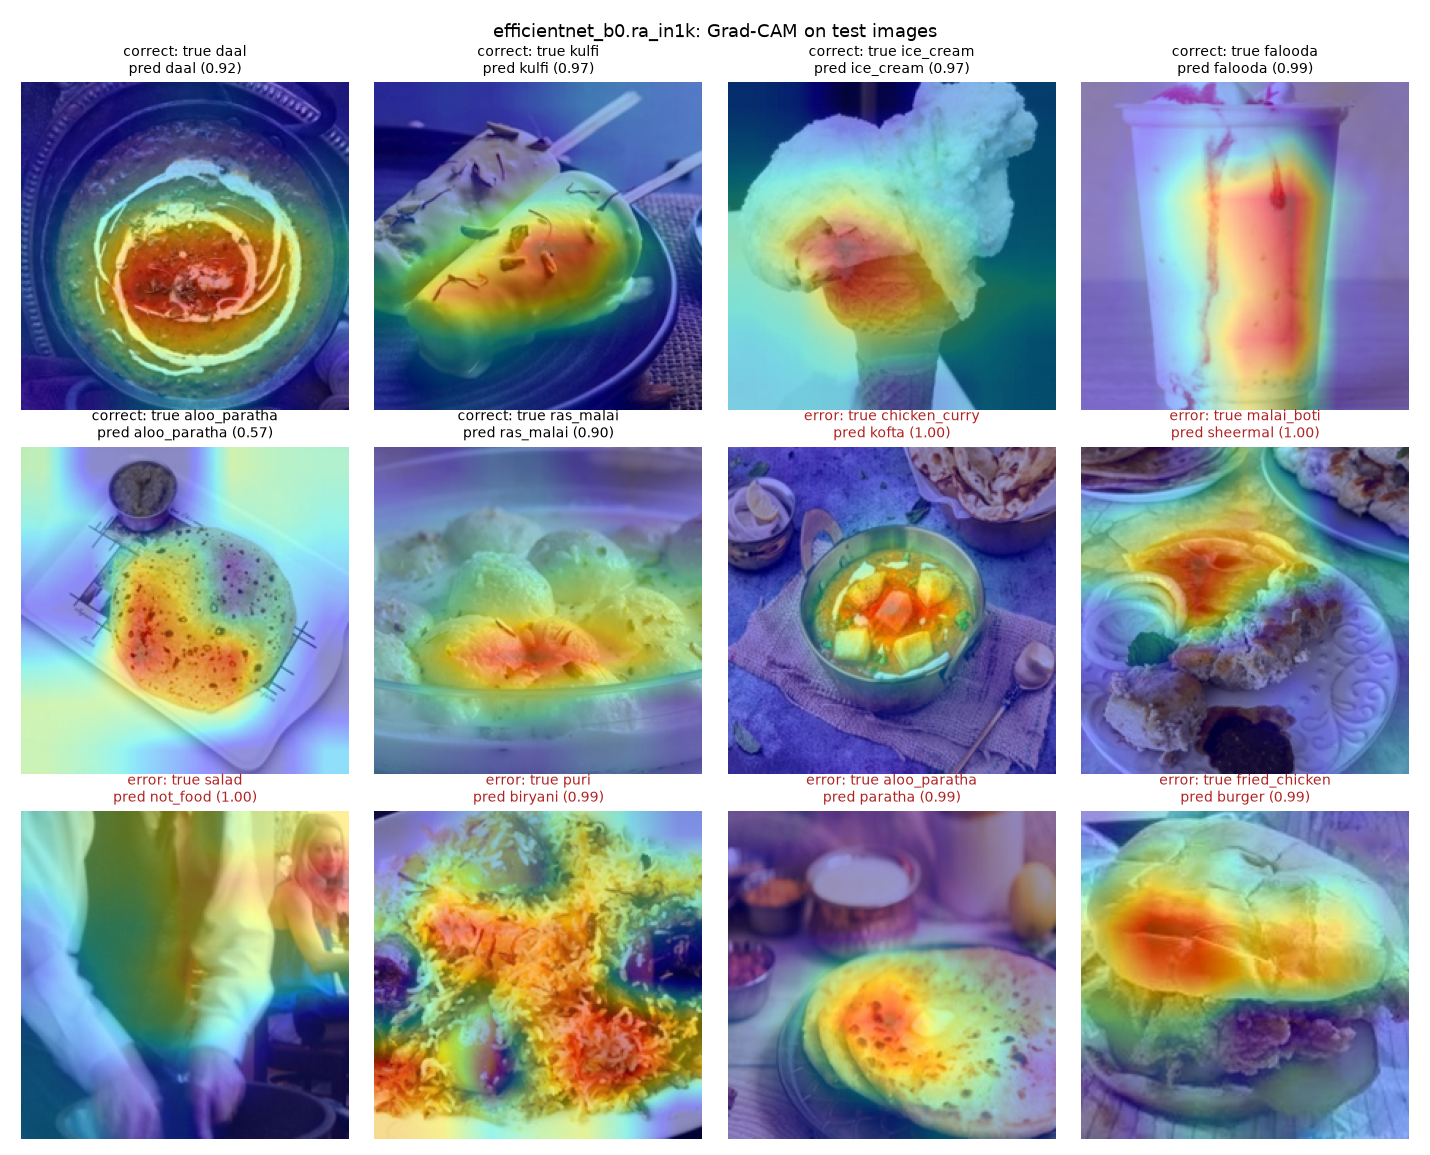 efficientnet_b0.ra_in1k: Grad-CAM on test images
correct: true daal
pred daal (0.92)
correct: true kulfi
pred kulfi (0.97)
correct: true ice_cream
pred ice_cream (0.97)
correct: true falooda
pred falooda (0.99)
correct: true aloo_paratha
pred aloo_paratha (0.57)
correct: true ras_malai
pred ras_malai (0.90)
error: true chicken_curry
pred kofta (1.00)
error: true malai_boti
pred sheermal (1.00)
error: true salad
pred not_food (1.00)
error: true puri
pred biryani (0.99)
error: true aloo_paratha
pred paratha (0.99)
error: true fried_chicken
pred burger (0.99)